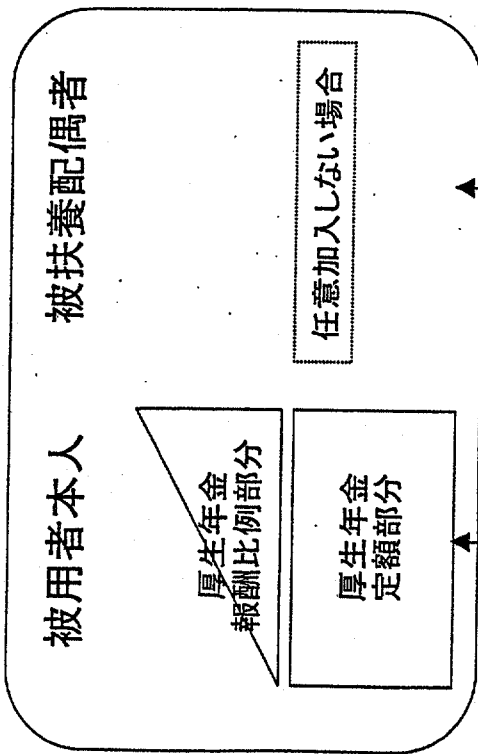 被用者本人
被扶養配偶者
厚生年金
報酬比例部分
厚生年金
定額部分
任意加入しない場合